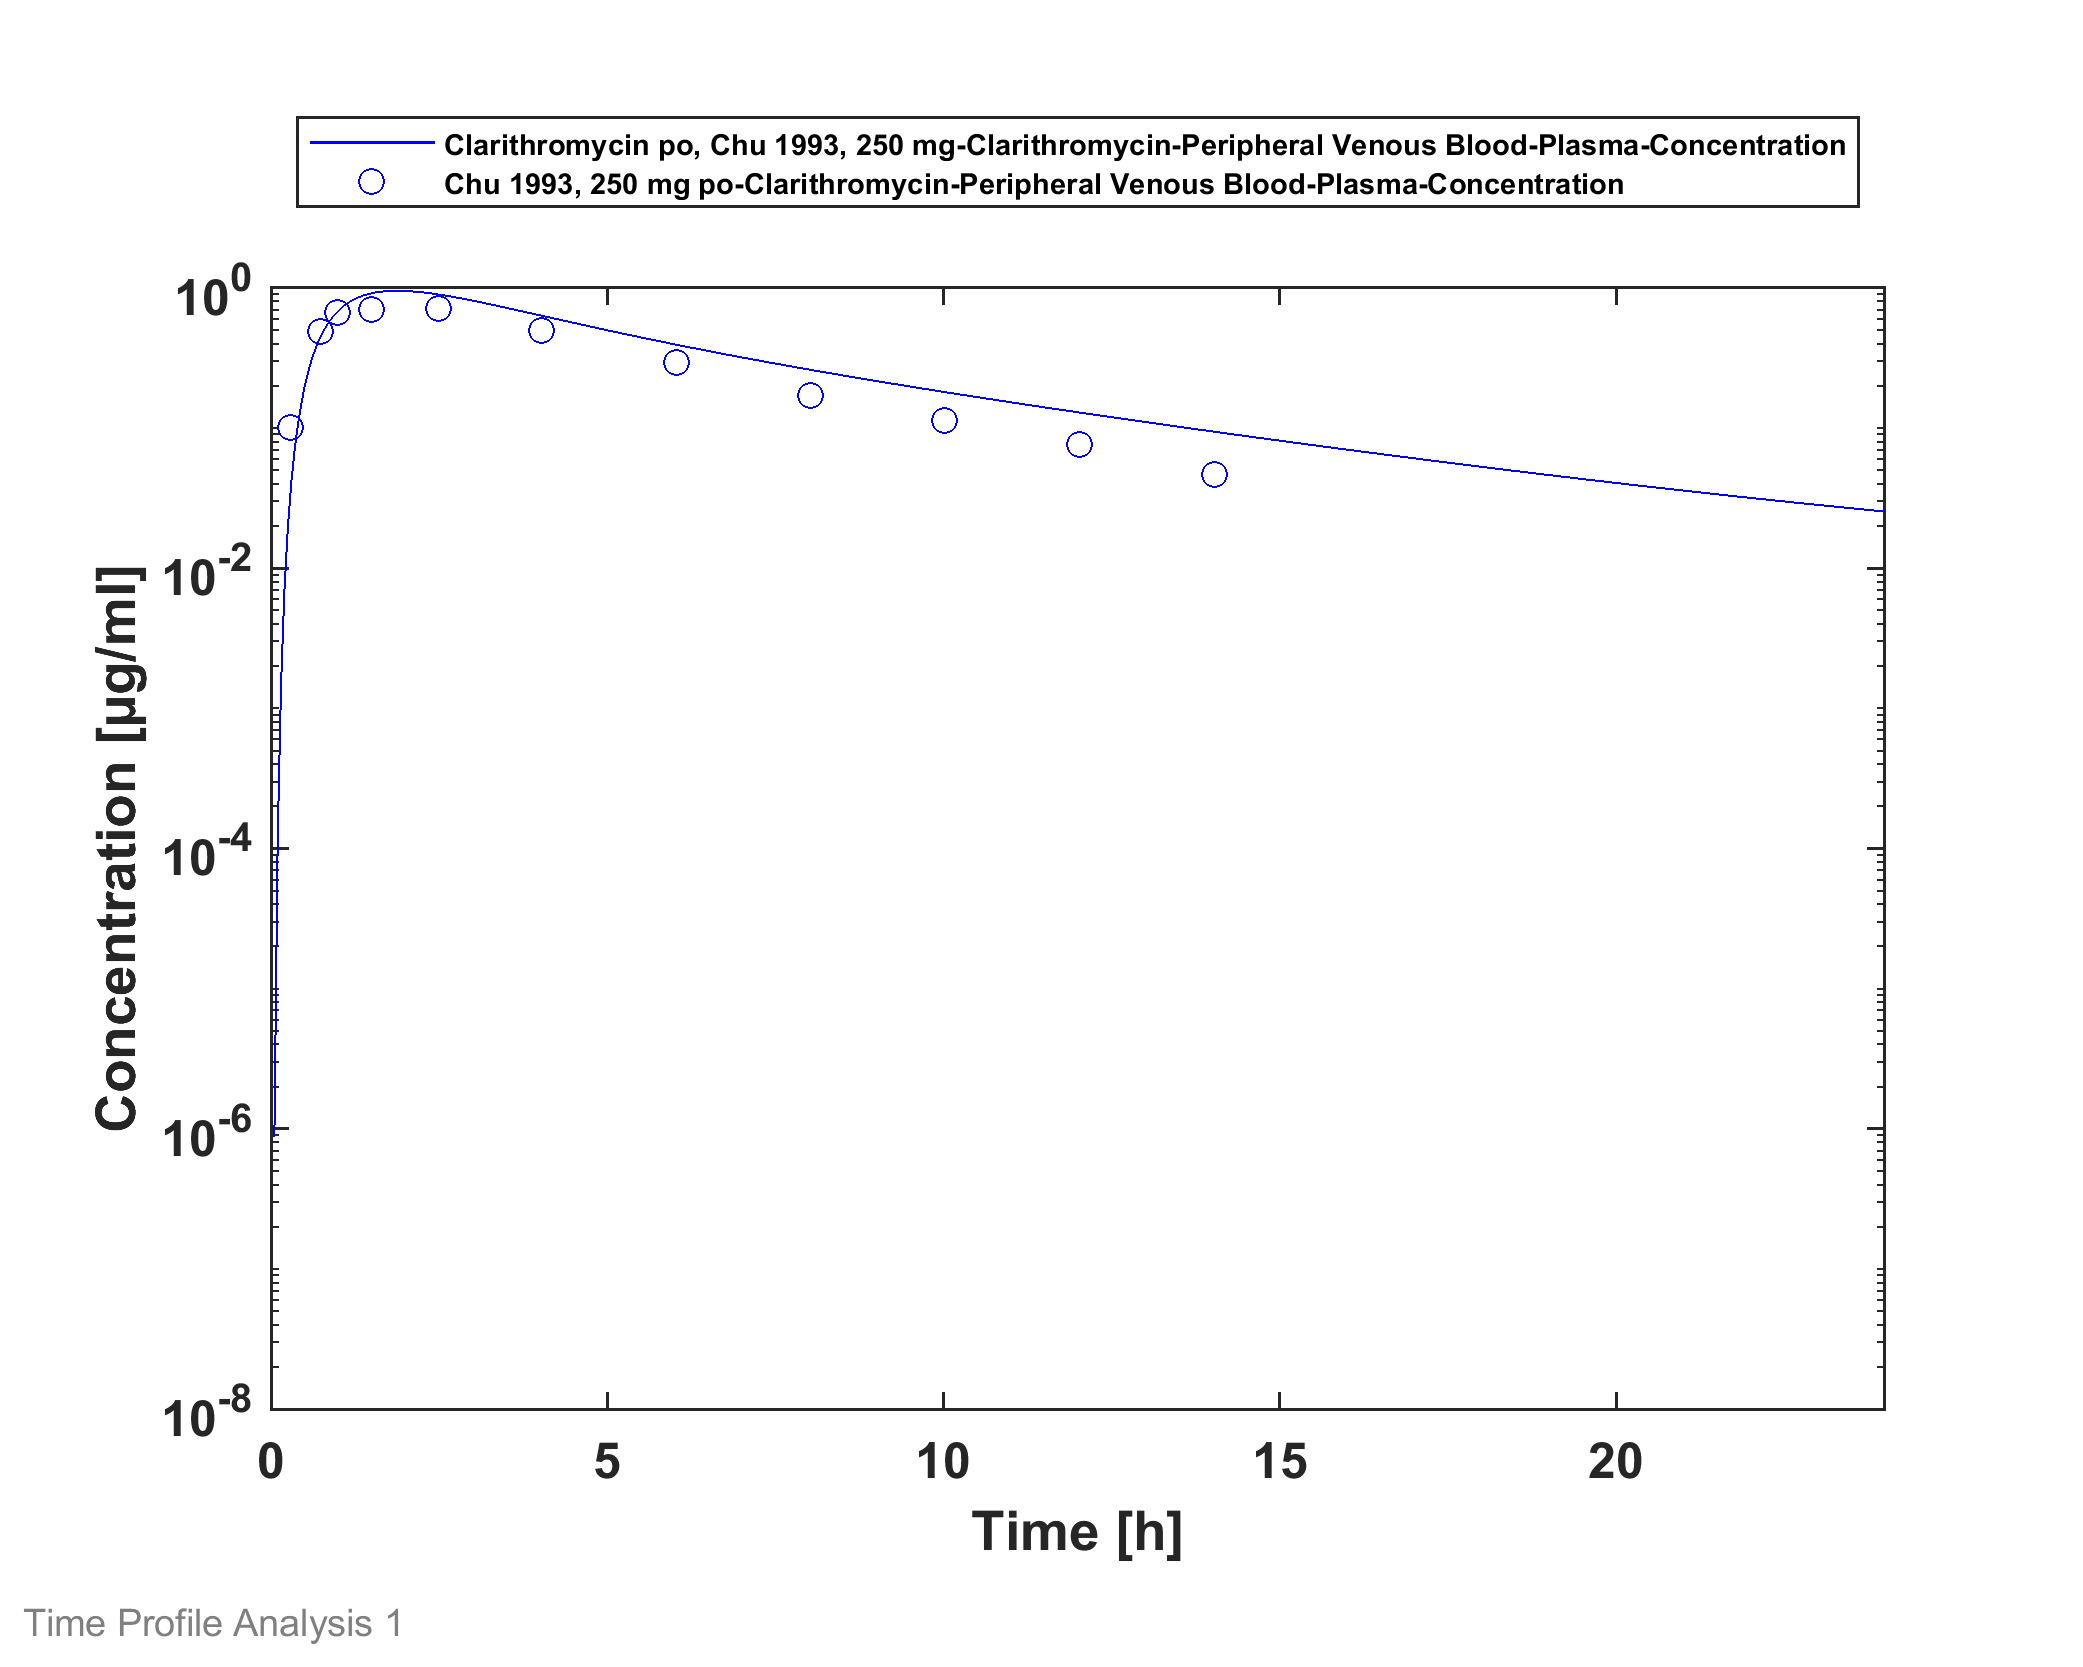 Clarithromycin po, Chu 1993, 250 mg-Clarithromycin-Peripheral Venous Blood-Plasma-Concentration
Chu 1993, 250 mg po-Clarithromycin-Peripheral Venous Blood-Plasma-Concentration
10^0
10^-2
10^-4
10^-6
10^-8
Concentration [µg/ml]
0 5 10 15 20
Time [h]
Time Profile Analysis 1